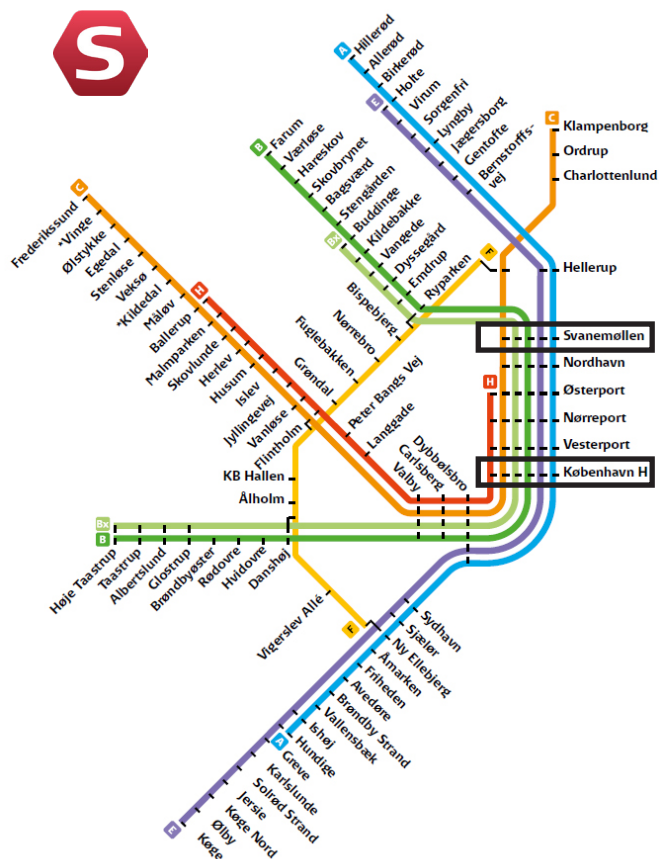 S
A
Hillerød
Allerød
Birkerød
Holte
Virum
Sorgenfri
Lyngby
Jægersborg
Gentofte
Bernstorffs-
vej
E
C
Klampenborg
Ordrup
Charlottenlund
B
Farum
Værløse
Hareskov
Skovbrynet
Bagsværd
Stengården
Buddinge
Kildebakke
Vangede
Dyssegård
Emdrup
Ryparken
Bx
F
Hellerup
C
Frederikssund
*Vinge
Ølstykke
Egedal
Stenløse
Veksø
*Kildedal
Måløv
Ballerup
Malmparken
Skovlunde
Herlev
Husum
Islev
Jyllingevej
Vanløse
Flintholm
H
Bispebjerg
Nørrebro
Fuglebakken
Grøndal
Peter Bangs Vej
Langgade
Valby
Carlsberg
Dybbølsbro
Svanemøllen
Nordhavn
H
Østerport
Nørreport
Vesterport
København H
KB Hallen
Ålholm
Bx
B
Høje Taastrup
Taastrup
Albertslund
Glostrup
Brøndbyøster
Rødovre
Hvidovre
Danshøj
Vigerslev Allé
F
Sydhavn
Sjælør
Ny Ellebjerg
Åmarken
Friheden
Avedøre
Brøndby Strand
Vallensbæk
Ishøj
Hundige
A
Greve
Karlslunde
Solrød Strand
Jersie
Køge Nord
Ølby
Køge
E